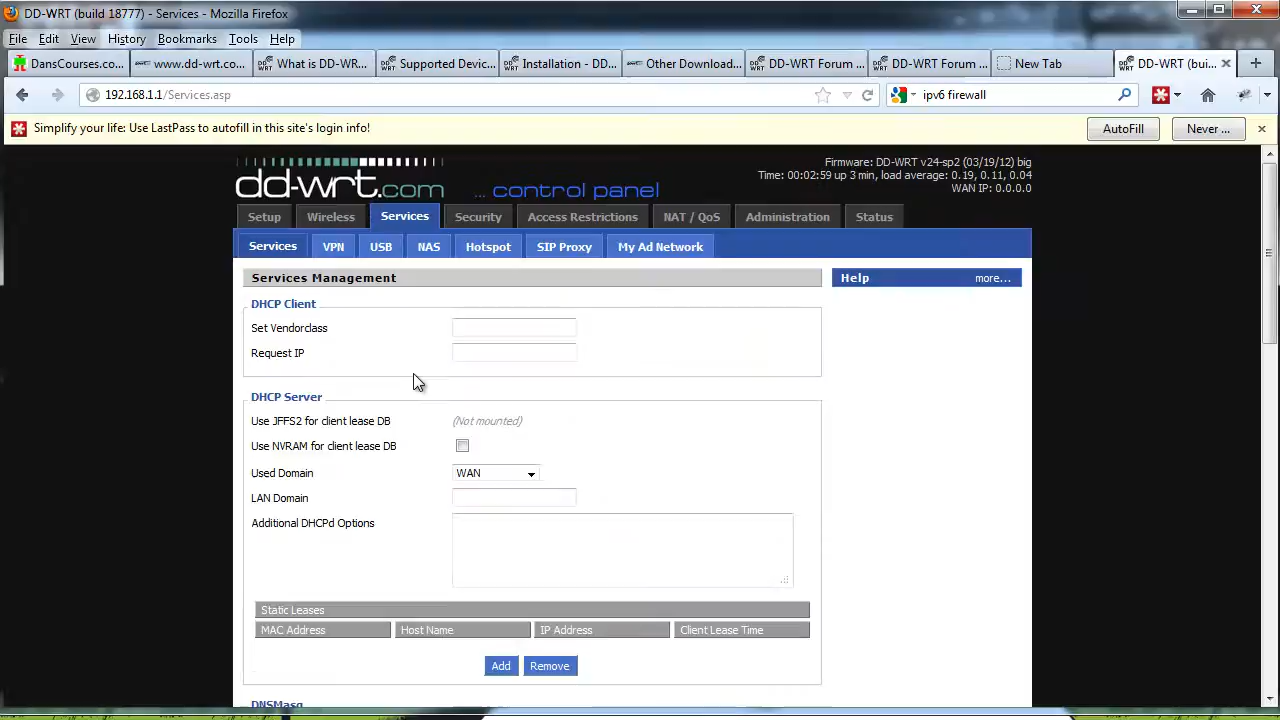 DD-WRT (build 18777) - Services - Mozilla Firefox
File Edit View History Bookmarks Tools Help
DansCourses.co... www.dd-wrt.co... What is DD-WR... Supported Devic... Installation - DD... Other Download... DD-WRT Forum ... DD-WRT Forum ... New Tab DD-WRT (bui...
192.168.1.1/Services.asp ipv6 firewall
Simplify your life: Use LastPass to autofill in this site's login info! AutoFill Never ...
Firmware: DD-WRT v24-sp2 (03/19/12) big
Time: 00:02:59 up 3 min, load average: 0.19, 0.11, 0.04
WAN IP: 0.0.0.0
dd-wrt.com ... control panel
Setup Wireless Services Security Access Restrictions NAT / QoS Administration Status
Services VPN USB NAS Hotspot SIP Proxy My Ad Network
Services Management
Help more...
DHCP Client
Set Vendorclass
Request IP
DHCP Server
Use JFFS2 for client lease DB (Not mounted)
Use NVRAM for client lease DB
Used Domain WAN
LAN Domain
Additional DHCPd Options
Static Leases
MAC Address Host Name IP Address Client Lease Time
Add Remove
DNSMasq